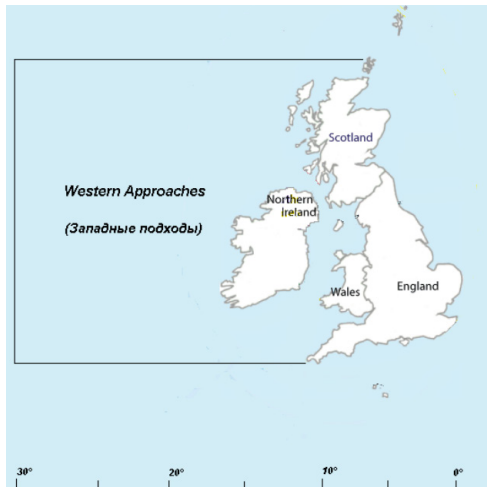 Scotland
Western Approaches
Northern
Ireland
(Западные подходы)
Wales
England
30°
20°
10°
0°